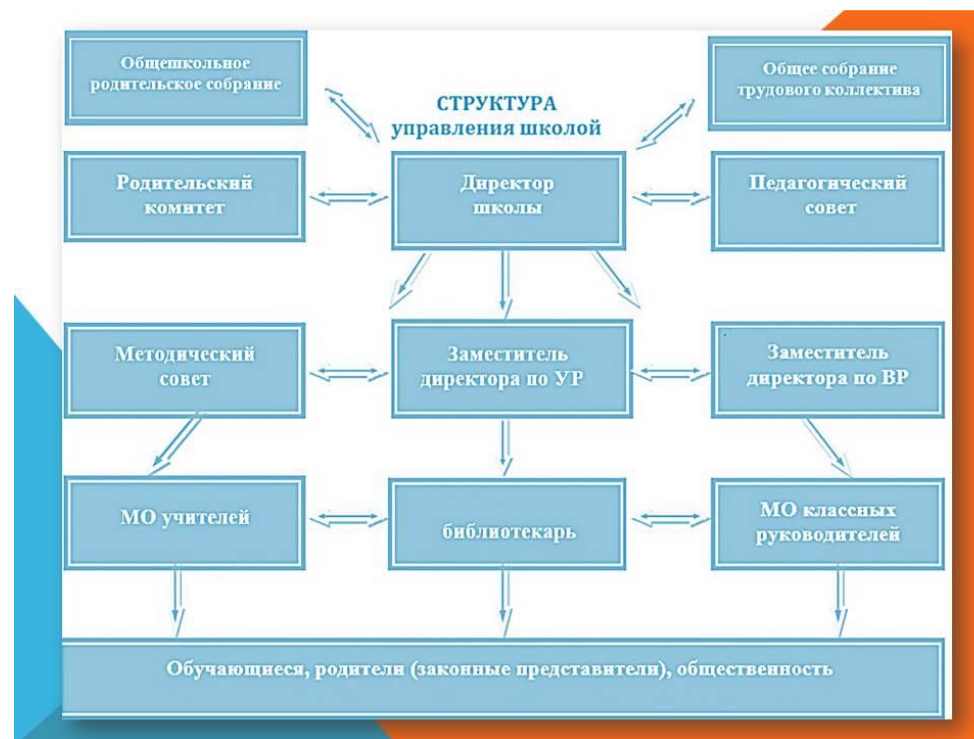 Общешкольное
родительское собрание
Общее собрание
трудового коллектива
СТРУКТУРА
управления школой
Родительский
комитет
Директор
школы
Педагогический
совет
Методический
совет
Заместитель
директора по УР
Заместитель
директора по ВР
МО учителей
библиотекарь
МО классных
руководителей
Обучающиеся, родители (законные представители), общественность